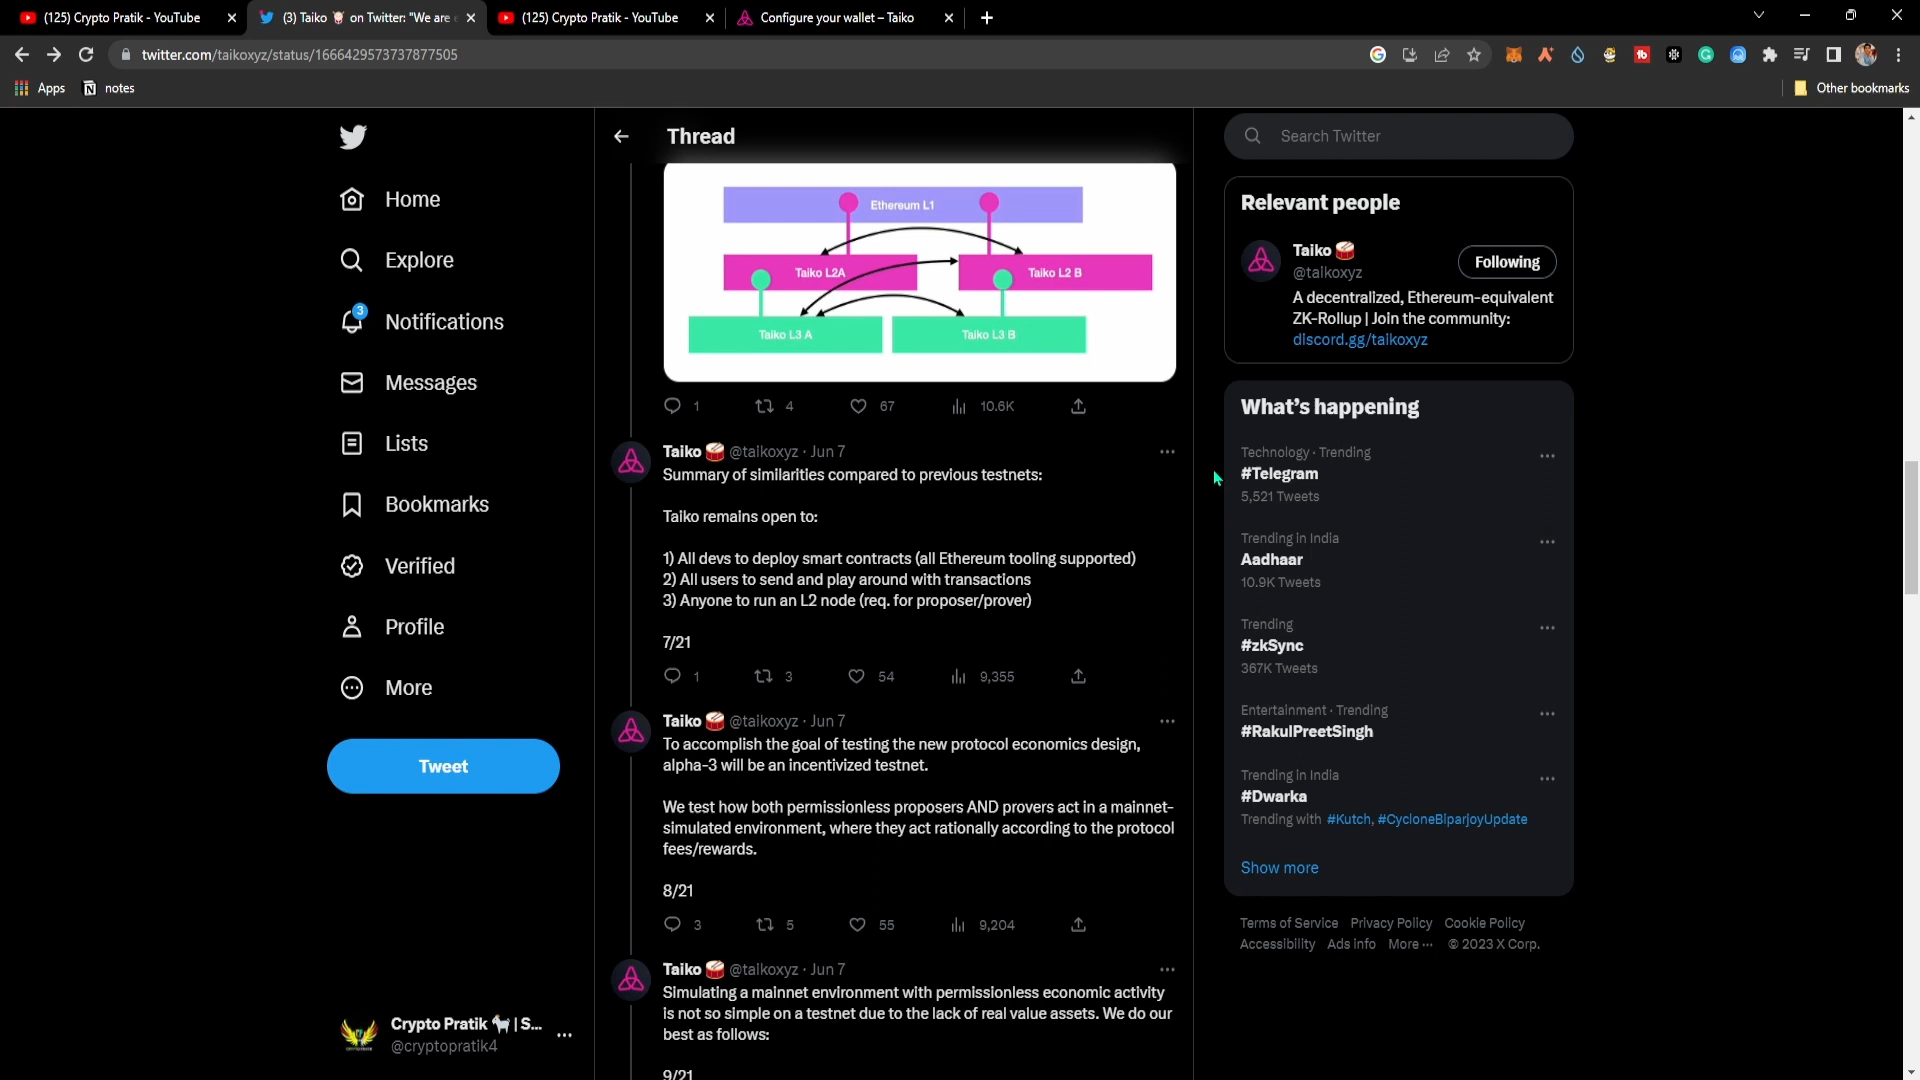 (125) Crypto Pratik - YouTube
(3) Taiko 🥁 on Twitter: "We are
(125) Crypto Pratik - YouTube
Configure your wallet – Taiko
twitter.com/taikoxyz/status/1666429573737877505
Apps
notes
Other bookmarks
Home
Explore
3
Notifications
Messages
Lists
Bookmarks
Verified
Profile
More
Tweet
Crypto Pratik 🐐 | S...
@cryptopratik4
Thread
Ethereum L1
Taiko L2A
Taiko L2 B
Taiko L3 A
Taiko L3 B
1 4 67 10.6K
Taiko 🥁 @taikoxyz · Jun 7
Summary of similarities compared to previous testnets:
Taiko remains open to:
1) All devs to deploy smart contracts (all Ethereum tooling supported)
2) All users to send and play around with transactions
3) Anyone to run an L2 node (req. for proposer/prover)
7/21
1 3 54 9,355
Taiko 🥁 @taikoxyz · Jun 7
To accomplish the goal of testing the new protocol economics design,
alpha-3 will be an incentivized testnet.
We test how both permissionless proposers AND provers act in a mainnet-
simulated environment, where they act rationally according to the protocol
fees/rewards.
8/21
3 5 55 9,204
Taiko 🥁 @taikoxyz · Jun 7
Simulating a mainnet environment with permissionless economic activity
is not so simple on a testnet due to the lack of real value assets. We do our
best as follows:
9/21
Search Twitter
Relevant people
Taiko 🥁
@taikoxyz
Following
A decentralized, Ethereum-equivalent
ZK-Rollup | Join the community:
discord.gg/taikoxyz
What's happening
Technology · Trending
#Telegram
5,521 Tweets
Trending in India
Aadhaar
10.9K Tweets
Trending
#zkSync
367K Tweets
Entertainment · Trending
#RakulPreetSingh
Trending in India
#Dwarka
Trending with #Kutch, #CycloneBiparjoyUpdate
Show more
Terms of Service Privacy Policy Cookie Policy
Accessibility Ads info More ··· © 2023 X Corp.